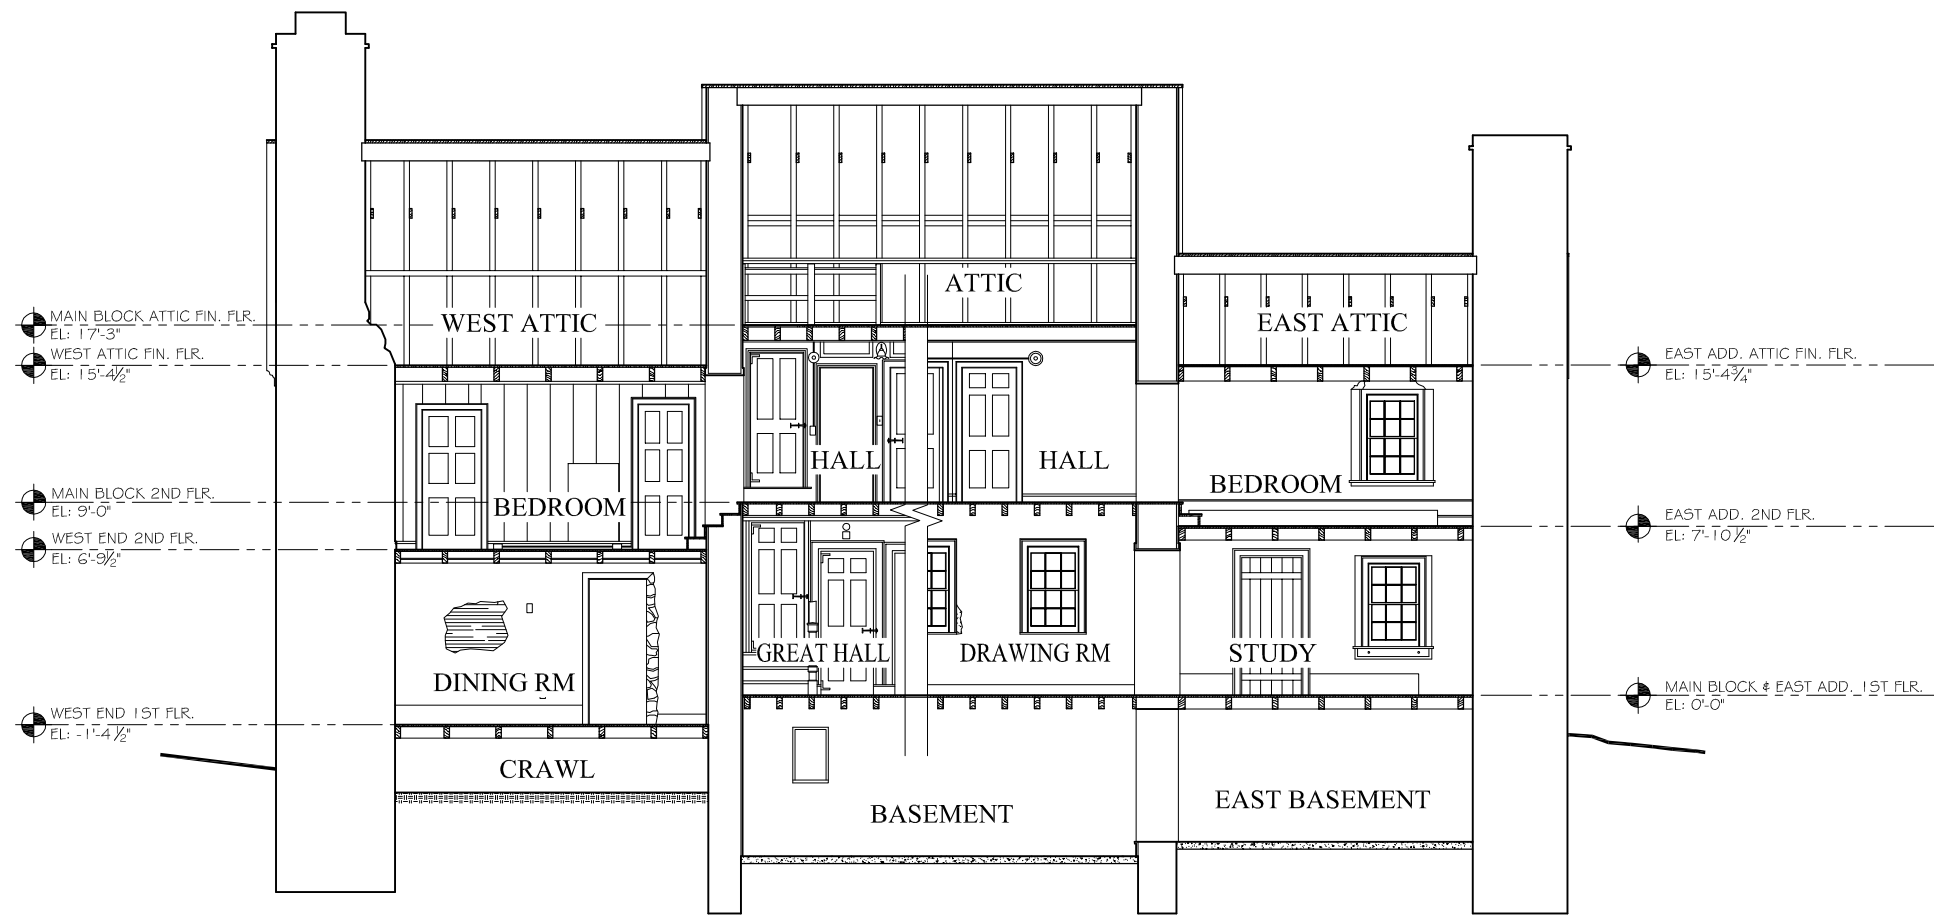 ATTIC
WEST ATTIC
EAST ATTIC
MAIN BLOCK ATTIC FIN. FLR.
EL: 17'-3"
WEST ATTIC FIN. FLR.
EL: 15'-4½"
EAST ADD. ATTIC FIN. FLR.
EL: 15'-4¾"
HALL
HALL
BEDROOM
MAIN BLOCK 2ND FLR.
EL: 9'-0"
BEDROOM
EAST ADD. 2ND FLR.
EL: 7'-10½"
WEST END 2ND FLR.
EL: 6'-9½"
GREAT HALL
DRAWING RM
STUDY
DINING RM
MAIN BLOCK & EAST ADD. 1ST FLR.
EL: 0'-0"
WEST END 1ST FLR.
EL: -1'-4½"
CRAWL
BASEMENT
EAST BASEMENT